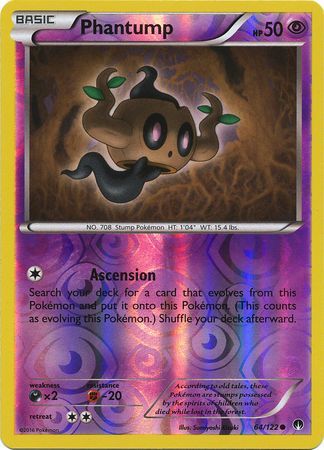 BASIC
Phantump
HP 50
NO. 708 Stump Pokémon HT: 1'04" WT: 15.4 lbs.
Ascension
Search your deck for a card that evolves from this
Pokémon and put it onto this Pokémon. (This counts
as evolving this Pokémon.) Shuffle your deck afterward.
weakness
×2
resistance
-20
retreat
According to old tales, these
Pokémon are stumps possessed
by the spirits of children who
died while lost in the forest.
©2016 Pokémon
Illus. Sumiyoshi Kizuki
64/122